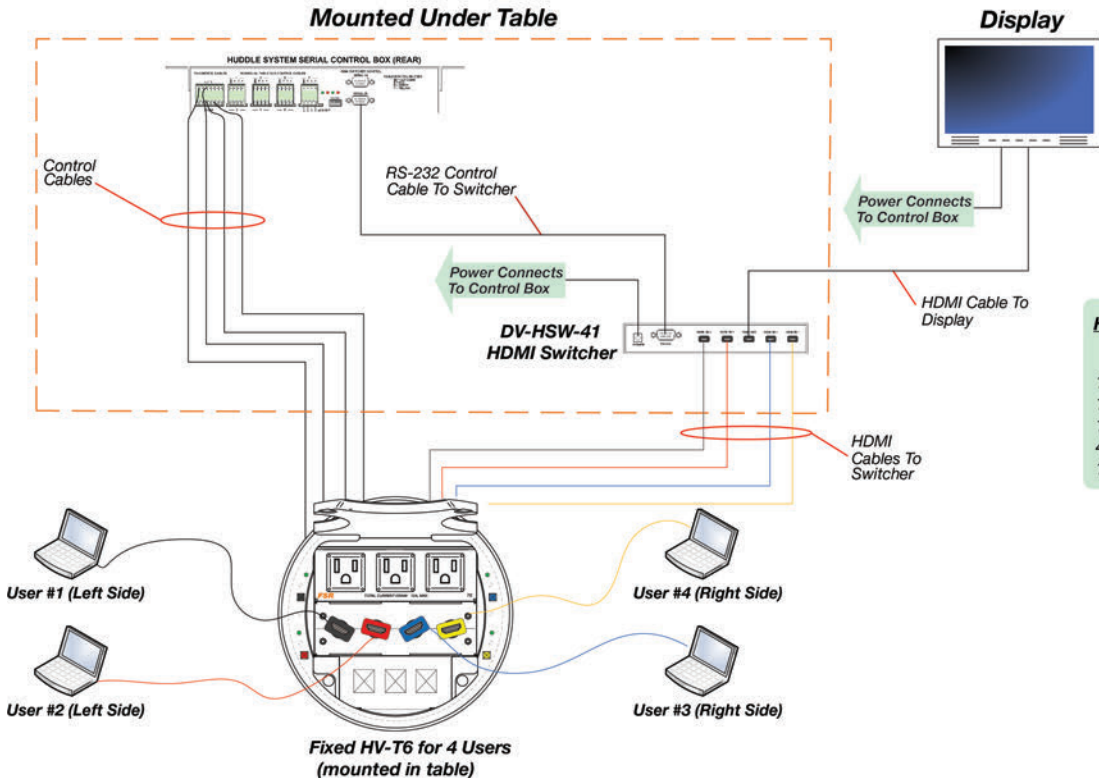 Mounted Under Table
Display
HUDDLE SYSTEM SERIAL CONTROL BOX (REAR)
Control
Cables
RS-232 Control
Cable To Switcher
Power Connects
To Control Box
Power Connects
To Control Box
HDMI Cable To
Display
DV-HSW-41
HDMI Switcher
HDMI
Cables To
Switcher
User #1 (Left Side)
User #4 (Right Side)
FSR
User #2 (Left Side)
User #3 (Right Side)
Fixed HV-T6 for 4 Users
(mounted in table)